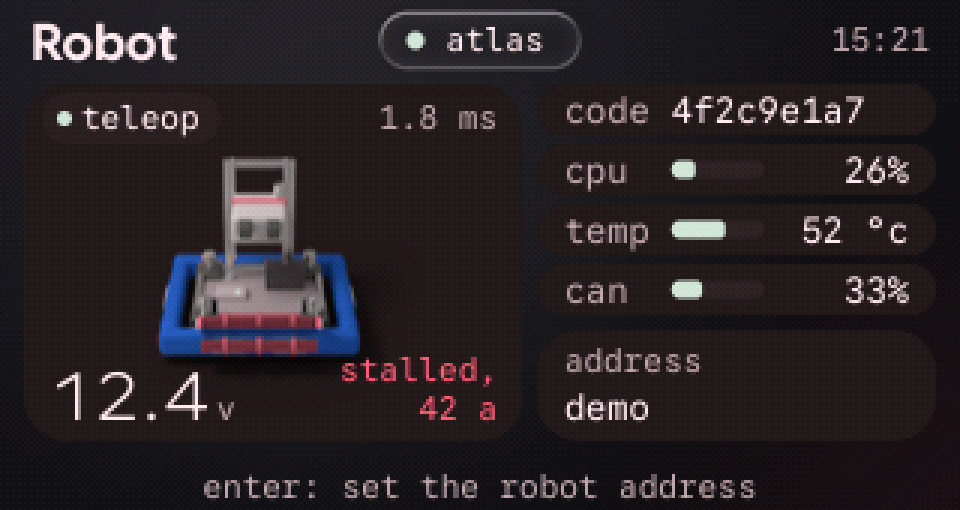 Robot
atlas
15:21
teleop
1.8 ms
12.4 v
stalled,
42 a
code 4f2c9e1a7
cpu 26%
temp 52 °c
can 33%
address
demo
enter: set the robot address